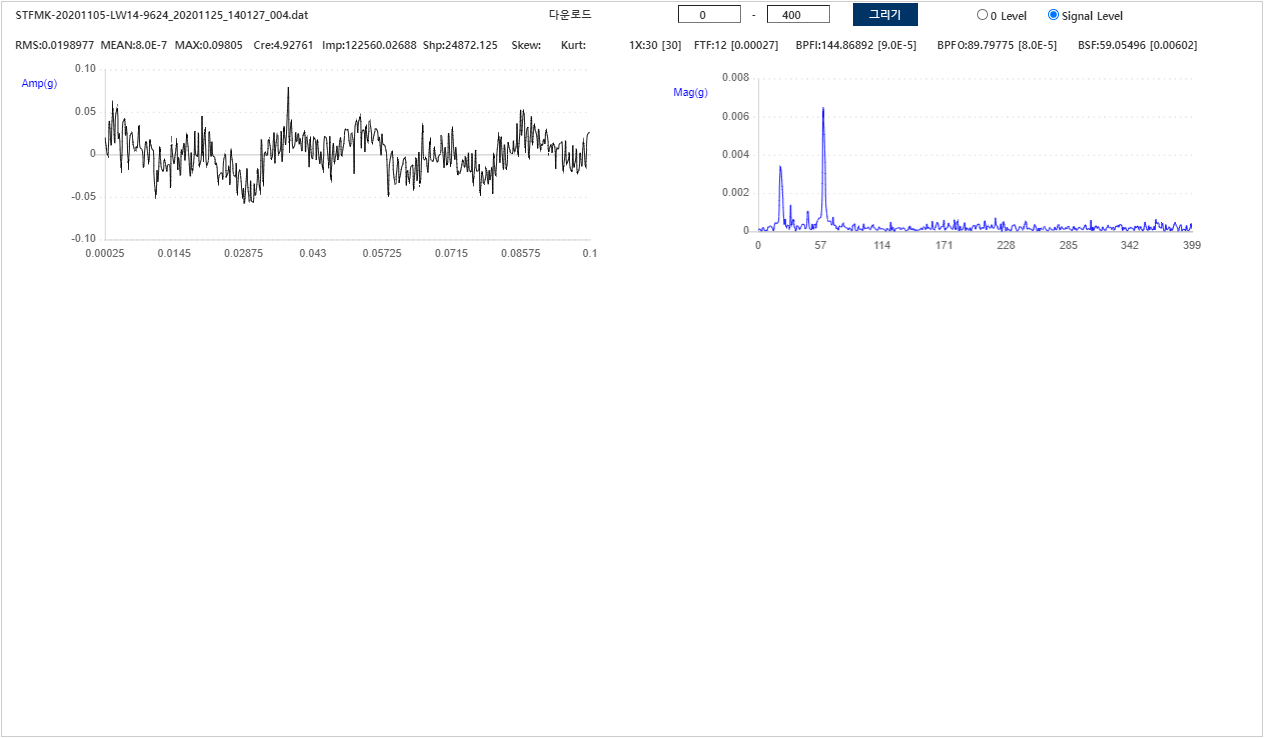 STFMK-20201105-LW14-9624_20201125_140127_004.dat 다운로드 0 - 400 그리기 0 Level Signal Level
RMS:0.0198977 MEAN:8.0E-7 MAX:0.09805 Cre:4.92761 Imp:122560.02688 Shp:24872.125 Skew: Kurt: 1X:30 [30] FTF:12 [0.00027] BPFI:144.86892 [9.0E-5] BPFO:89.79775 [8.0E-5] BSF:59.05496 [0.00602]
Amp(g)
0.10
0.05
0
-0.05
-0.10
0.00025 0.0145 0.02875 0.043 0.05725 0.0715 0.08575 0.1
Mag(g)
0.008
0.006
0.004
0.002
0
0 57 114 171 228 285 342 399